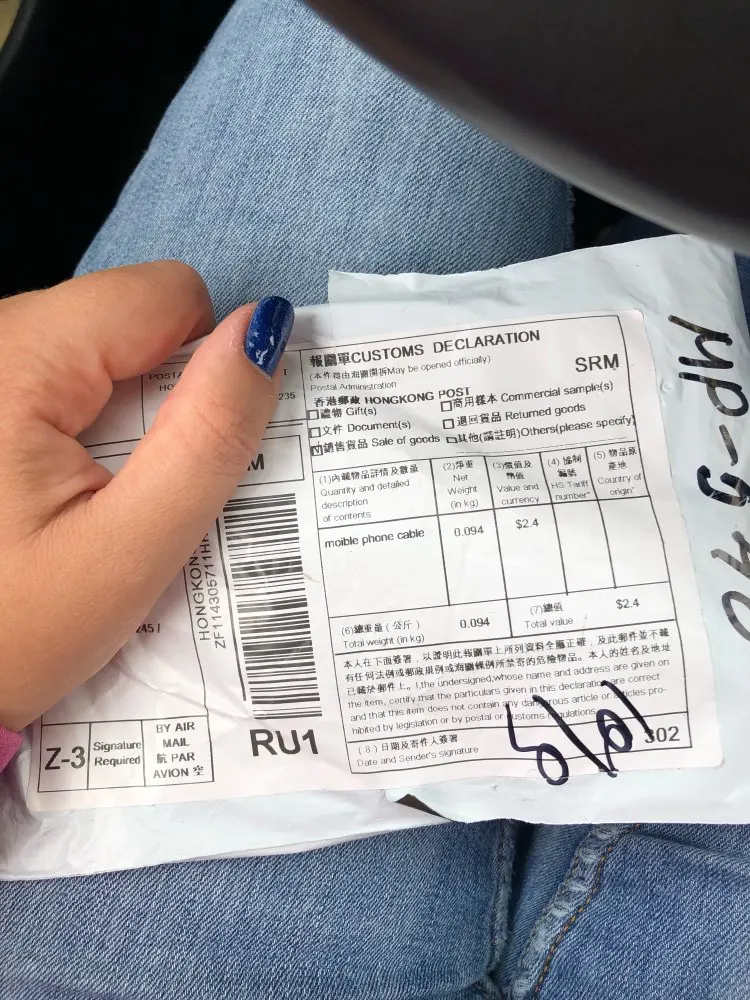 報關單CUSTOMS DECLARATION
(本件得由海關開拆May be opened officially)
SRM
Postal Administration
香港郵政 HONGKONG POST
禮物 Gift(s)
商用樣本 Commercial sample(s)
文件 Document(s)
退回貨品 Returned goods
銷售貨品 Sale of goods
其他(請註明)Others(please specify)
(1)內載物品詳情及數量
Quantity and detailed
description
of contents
(2)淨重
Net
Weight
(in kg)
(3)價值及
幣值
Value and
currency
(4) 協制
編號
HS Tariff
number*
(5) 物品原
產地
Country of
origin*
moible phone cable
0.094
$2.4
(6)總重量 ( 公斤 )
Total weight (in kg)
0.094
(7)總值
Total value
$2.4
本人在下面簽署,以證明此報關單上所列資料全屬正確,及此郵件並不載
有任何法例或郵政規例或海關條例所禁寄的危險物品。本人的姓名及地址
已載於郵件上。I,the undersigned,whose name and address are given on
the item, certify that the particulars given in this declaration are correct
and that this item does not contain any dangerous article or articles pro-
hibited by legislation or by postal or customs regulations.
( 8 ) 日期及寄件人簽署
Date and Sender's signature
302
POSTA
HO
T
235
M
HONGKON
ZF114305711H
245 /
RU1
Z-3
Signature
Required
BY AIR
MAIL
航 PAR
AVION 空